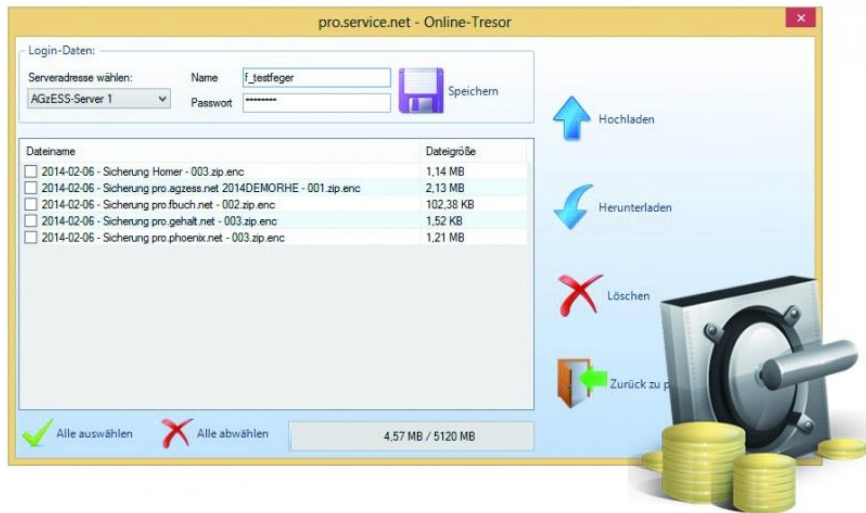 pro.service.net - Online-Tresor
Login-Daten:
Serveradresse wählen:
AGzESS-Server 1
Name
f_testfeger
Passwort
********
Speichern
Dateiname
Dateigröße
2014-02-06 - Sicherung Homer - 003.zip.enc
1,14 MB
2014-02-06 - Sicherung pro.agzess.net 2014DEMORHE - 001.zip.enc
2,13 MB
2014-02-06 - Sicherung pro.fbuch.net - 002.zip.enc
102,38 KB
2014-02-06 - Sicherung pro.gehalt.net - 003.zip.enc
1,52 KB
2014-02-06 - Sicherung pro.phoenix.net - 003.zip.enc
1,21 MB
Hochladen
Herunterladen
Löschen
Zurück zu p
Alle auswählen
Alle abwählen
4,57 MB / 5120 MB